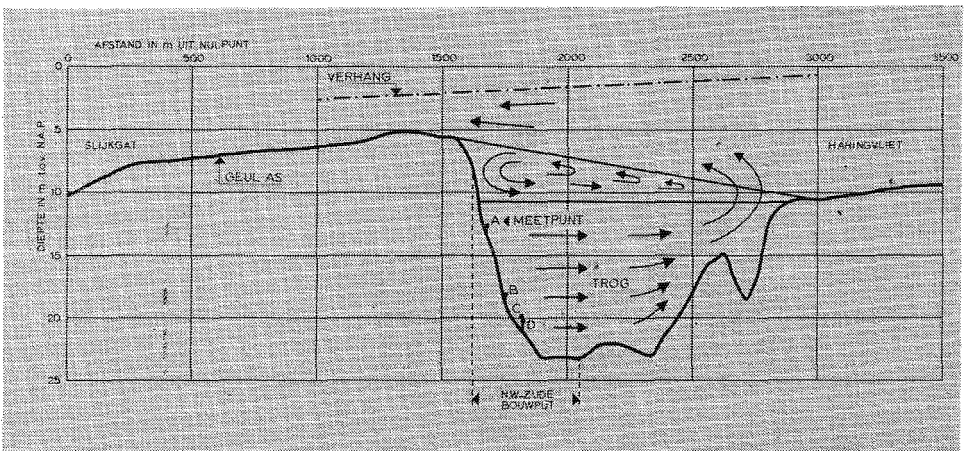 AFSTAND IN m UIT NULPUNT
0 500 1000 1500 2000 2500 3000 3500
VERHANG
DIEPTE IN m t.o.v. N.A.P.
0
5
10
15
20
25
SLIJKGAT
HARINGVLIET
GEUL AS
A MEETPUNT
B
TROG
C
D
N.W. ZIJDE
BOUWPUT